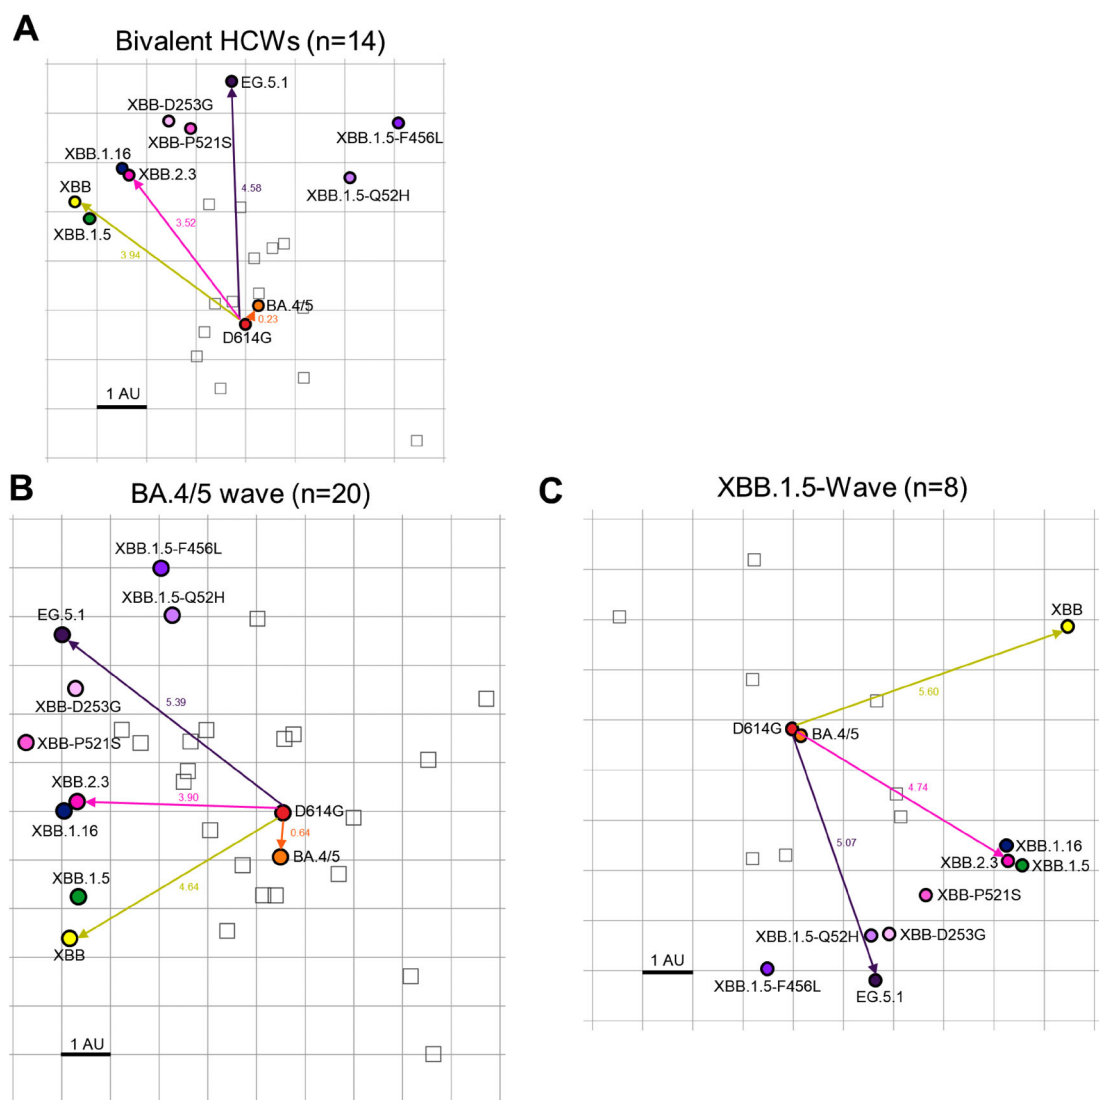 A
Bivalent HCWs (n=14)
EG.5.1
XBB-D253G
XBB-P521S
XBB.1.5-F456L
XBB.1.16
XBB.2.3
XBB
XBB.1.5-Q52H
4.58
3.52
XBB.1.5
3.94
BA.4/5
0.23
D614G
1 AU
B
BA.4/5 wave (n=20)
XBB.1.5-F456L
XBB.1.5-Q52H
EG.5.1
5.39
XBB-D253G
XBB-P521S
XBB.2.3
3.90
D614G
XBB.1.16
0.64
BA.4/5
XBB.1.5
4.64
XBB
1 AU
C
XBB.1.5-Wave (n=8)
XBB
5.60
D614G
BA.4/5
4.74
5.07
XBB.1.16
XBB.2.3
XBB.1.5
XBB-P521S
XBB.1.5-Q52H
XBB-D253G
1 AU
XBB.1.5-F456L
EG.5.1